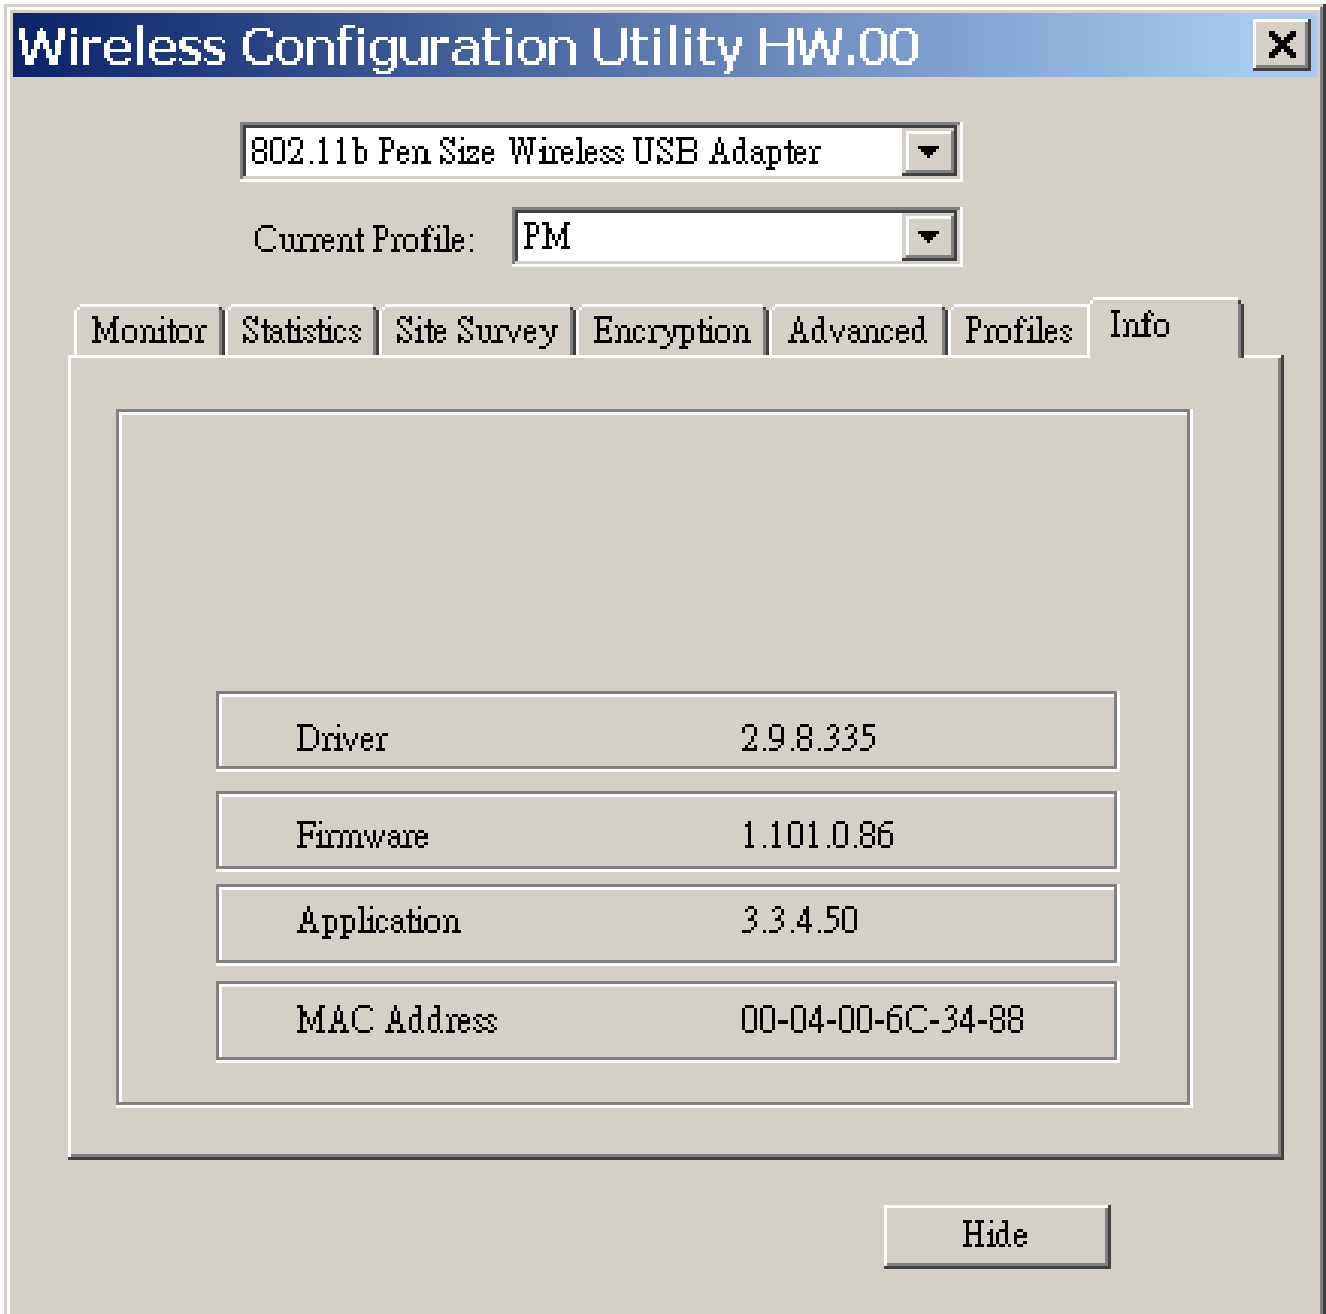 Wireless Configuration Utility HW.00
802.11b Pen Size Wireless USB Adapter
Current Profile: PM
Monitor Statistics Site Survey Encryption Advanced Profiles Info
Driver 2.9.8.335
Firmware 1.101.0.86
Application 3.3.4.50
MAC Address 00-04-00-6C-34-88
Hide